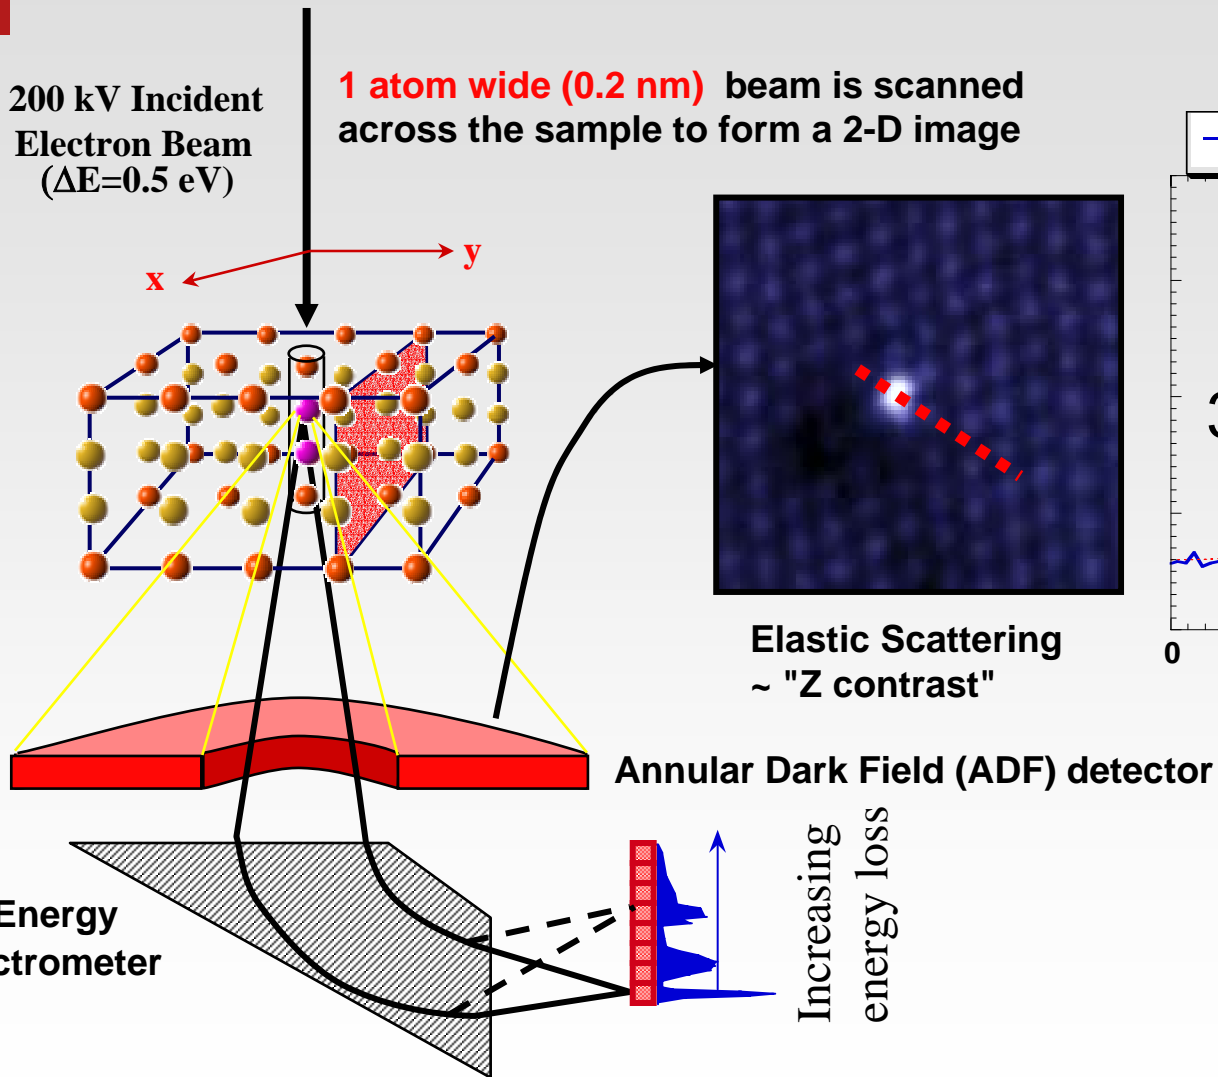 200 kV Incident
Electron Beam
(ΔE=0.5 eV)
1 atom wide (0.2 nm) beam is scanned
across the sample to form a 2-D image
x
y
0
Elastic Scattering
~ "Z contrast"
Annular Dark Field (ADF) detector
Increasing
energy loss
Energy